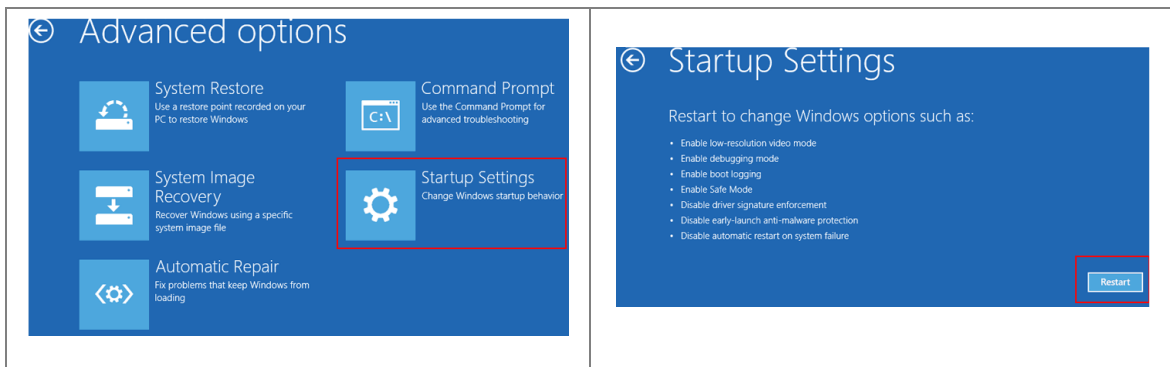 Advanced options
System Restore
Use a restore point recorded on your
PC to restore Windows
Command Prompt
Use the Command Prompt for
advanced troubleshooting
C:\
System Image
Recovery
Recover Windows using a specific
system image file
Startup Settings
Change Windows startup behavior
Automatic Repair
Fix problems that keep Windows from
loading
Startup Settings
Restart to change Windows options such as:
• Enable low-resolution video mode
• Enable debugging mode
• Enable boot logging
• Enable Safe Mode
• Disable driver signature enforcement
• Disable early-launch anti-malware protection
• Disable automatic restart on system failure
Restart